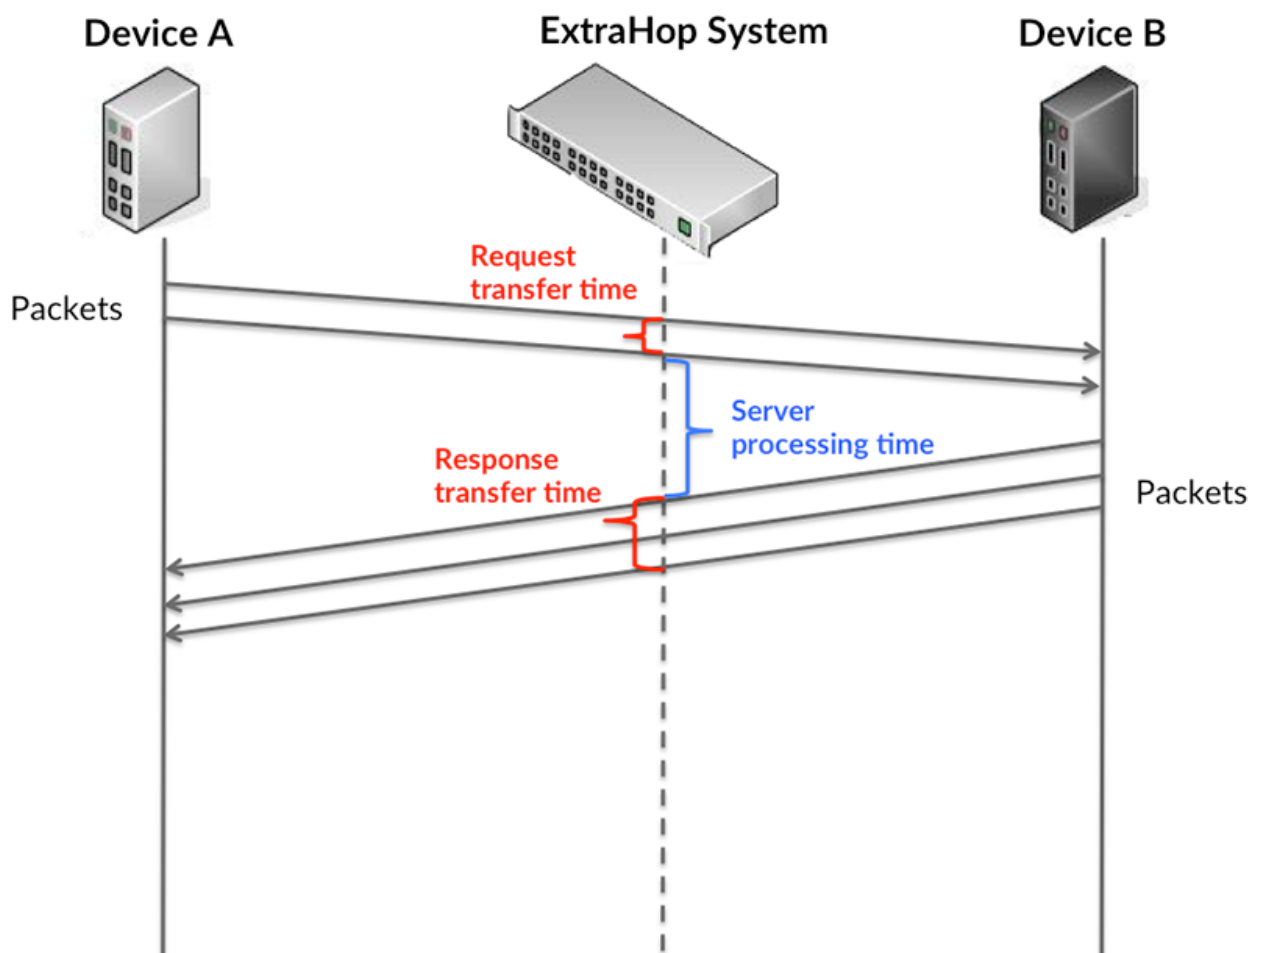 Device A
ExtraHop System
Device B
Request
transfer time
Packets
Server
processing time
Response
transfer time
Packets